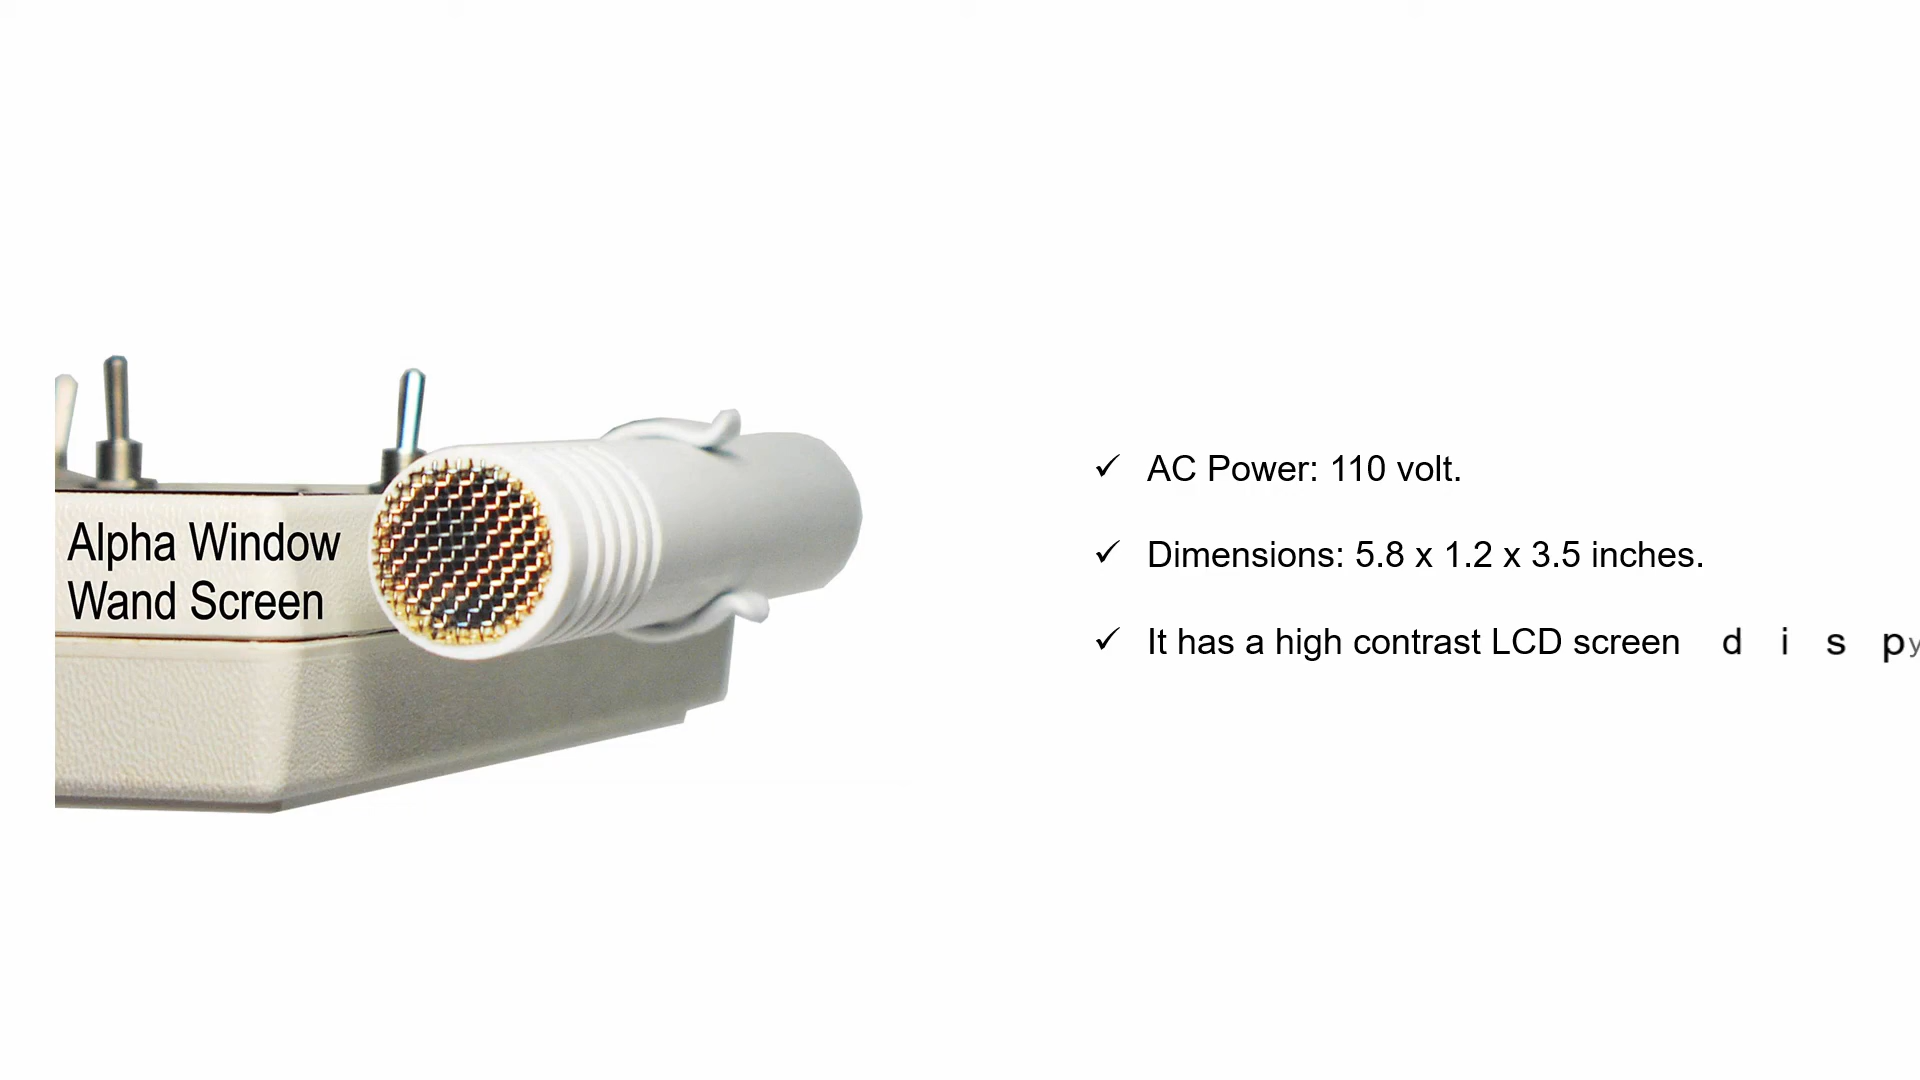 Alpha Window
Wand Screen
✓ AC Power: 110 volt.
✓ Dimensions: 5.8 x 1.2 x 3.5 inches.
✓ It has a high contrast LCD screen